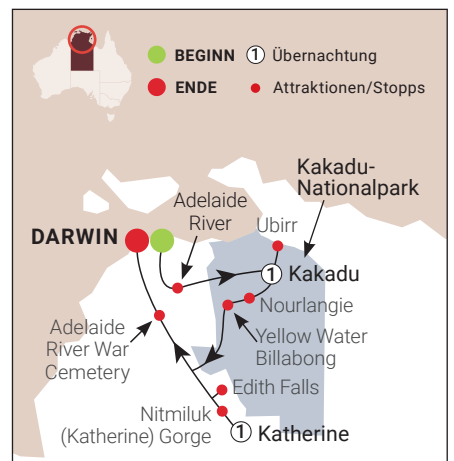 BEGINN
1 Übernachtung
ENDE
Attraktionen/Stopps
Kakadu-
Nationalpark
Adelaide
River
Ubirr
DARWIN
1 Kakadu
Nourlangie
Yellow Water
Billabong
Adelaide
River War
Cemetery
Edith Falls
Nitmiluk
(Katherine) Gorge
1 Katherine